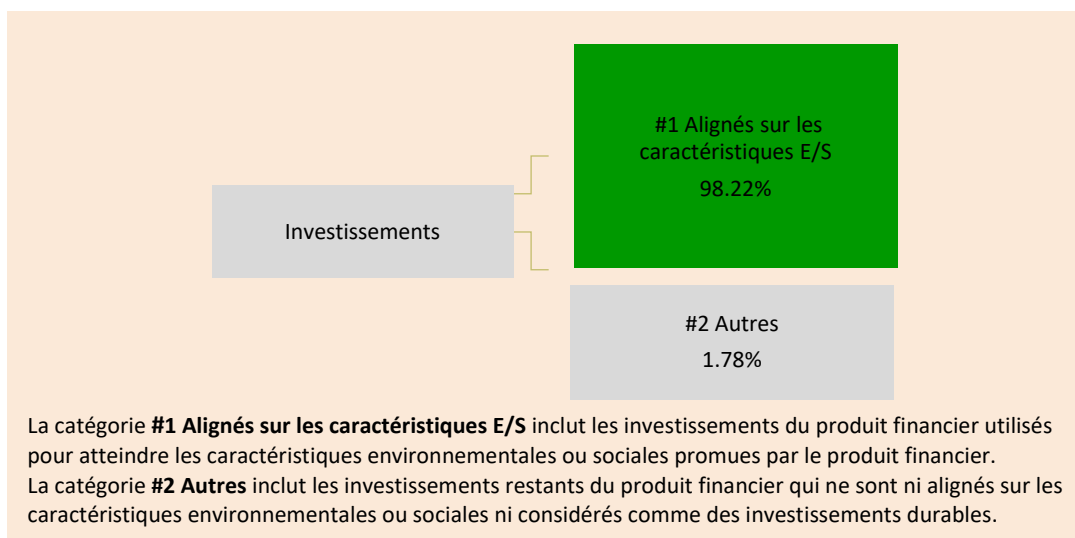 #1 Alignés sur les
caractéristiques E/S
98.22%
Investissements
#2 Autres
1.78%
La catégorie #1 Alignés sur les caractéristiques E/S inclut les investissements du produit financier utilisés
pour atteindre les caractéristiques environnementales ou sociales promues par le produit financier.
La catégorie #2 Autres inclut les investissements restants du produit financier qui ne sont ni alignés sur les
caractéristiques environnementales ou sociales ni considérés comme des investissements durables.